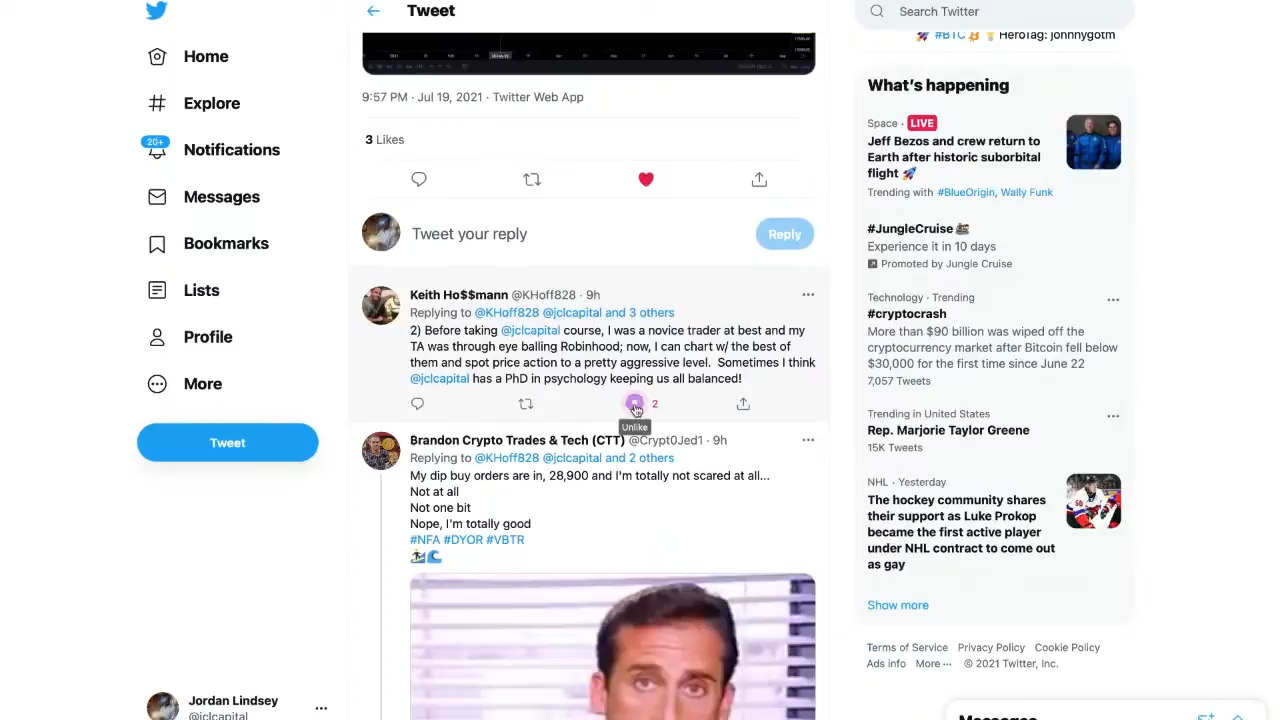 Home
Explore
20+
Notifications
Messages
Bookmarks
Lists
Profile
More
Tweet
Jordan Lindsey
@jclcapital
Tweet
9:57 PM · Jul 19, 2021 · Twitter Web App
3 Likes
Tweet your reply
Reply
Keith Ho$$mann @KHoff828 · 9h
Replying to @KHoff828 @jclcapital and 3 others
2) Before taking @jclcapital course, I was a novice trader at best and my
TA was through eye balling Robinhood; now, I can chart w/ the best of
them and spot price action to a pretty aggressive level. Sometimes I think
@jclcapital has a PhD in psychology keeping us all balanced!
2
Unlike
₿randon Crypto Trades & Tech (CTT) @Crypt0Jed1 · 9h
Replying to @KHoff828 @jclcapital and 2 others
My dip buy orders are in, 28,900 and I'm totally not scared at all...
Not at all
Not one bit
Nope, I'm totally good
#NFA #DYOR #VBTR
🏄🌊
Search Twitter
🚀 #BTC HeroTag: johnnygotm
What's happening
Space · LIVE
Jeff Bezos and crew return to
Earth after historic suborbital
flight 🚀
Trending with #BlueOrigin, Wally Funk
#JungleCruise
Experience it in 10 days
Promoted by Jungle Cruise
Technology · Trending
#cryptocrash
More than $90 billion was wiped off the
cryptocurrency market after Bitcoin fell below
$30,000 for the first time since June 22
7,057 Tweets
Trending in United States
Rep. Marjorie Taylor Greene
15K Tweets
NHL · Yesterday
The hockey community shares
their support as Luke Prokop
became the first active player
under NHL contract to come out
as gay
Show more
Terms of Service Privacy Policy Cookie Policy
Ads info More ··· © 2021 Twitter, Inc.
Messages